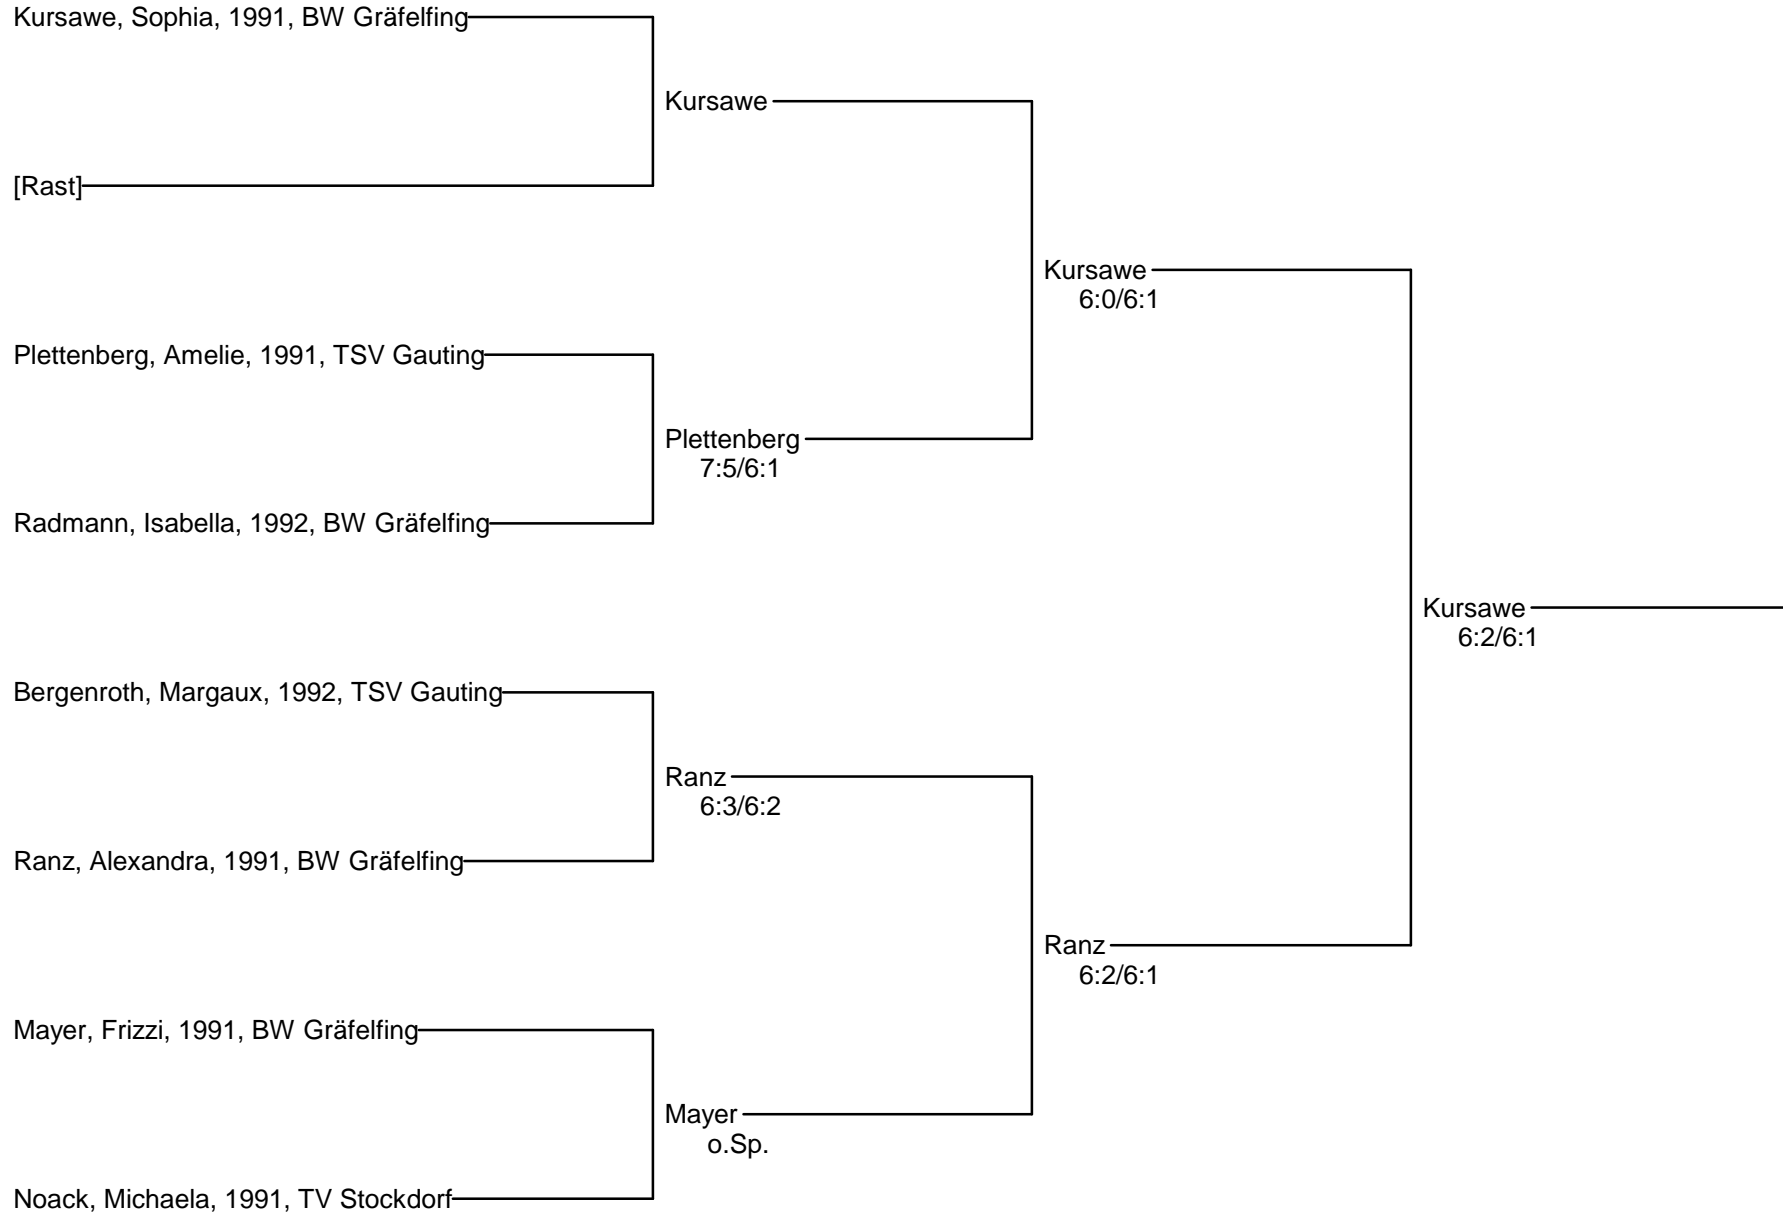 Kursawe, Sophia, 1991, BW Gräfelfing
Kursawe
[Rast]
Kursawe
6:0/6:1
Plettenberg, Amelie, 1991, TSV Gauting
Plettenberg
7:5/6:1
Radmann, Isabella, 1992, BW Gräfelfing
Kursawe
6:2/6:1
Bergenroth, Margaux, 1992, TSV Gauting
Ranz
6:3/6:2
Ranz, Alexandra, 1991, BW Gräfelfing
Ranz
6:2/6:1
Mayer, Frizzi, 1991, BW Gräfelfing
Mayer
o.Sp.
Noack, Michaela, 1991, TV Stockdorf